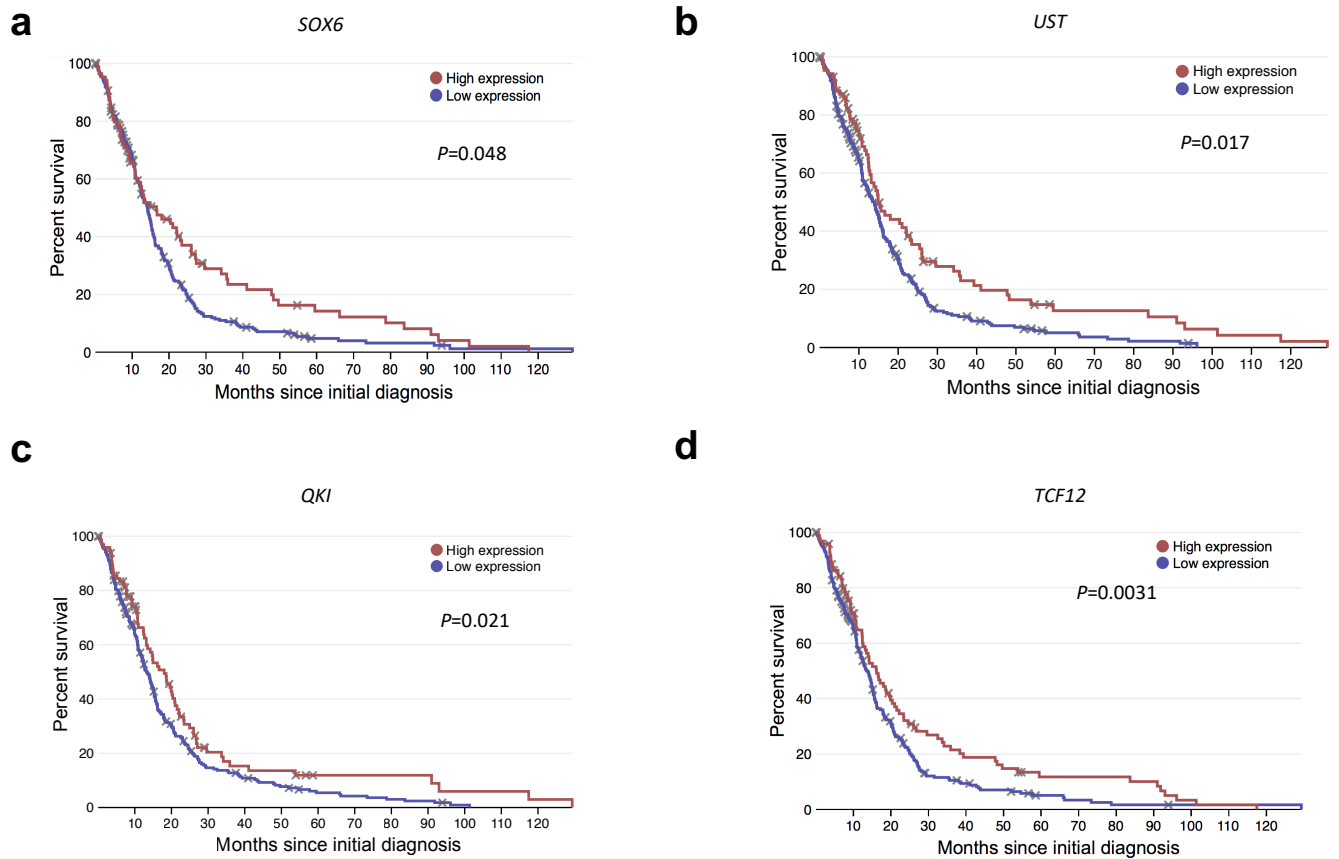 a
SOX6
High expression
Low expression
P=0.048
Percent survival
100
80
60
40
20
0
10 20 30 40 50 60 70 80 90 100 110 120
Months since initial diagnosis
b
UST
High expression
Low expression
P=0.017
Percent survival
100
80
60
40
20
0
10 20 30 40 50 60 70 80 90 100 110 120
Months since initial diagnosis
c
QKI
High expression
Low expression
P=0.021
Percent survival
100
80
60
40
20
0
10 20 30 40 50 60 70 80 90 100 110 120
Months since initial diagnosis
d
TCF12
High expression
Low expression
P=0.0031
Percent survival
100
80
60
40
20
0
10 20 30 40 50 60 70 80 90 100 110 120
Months since initial diagnosis